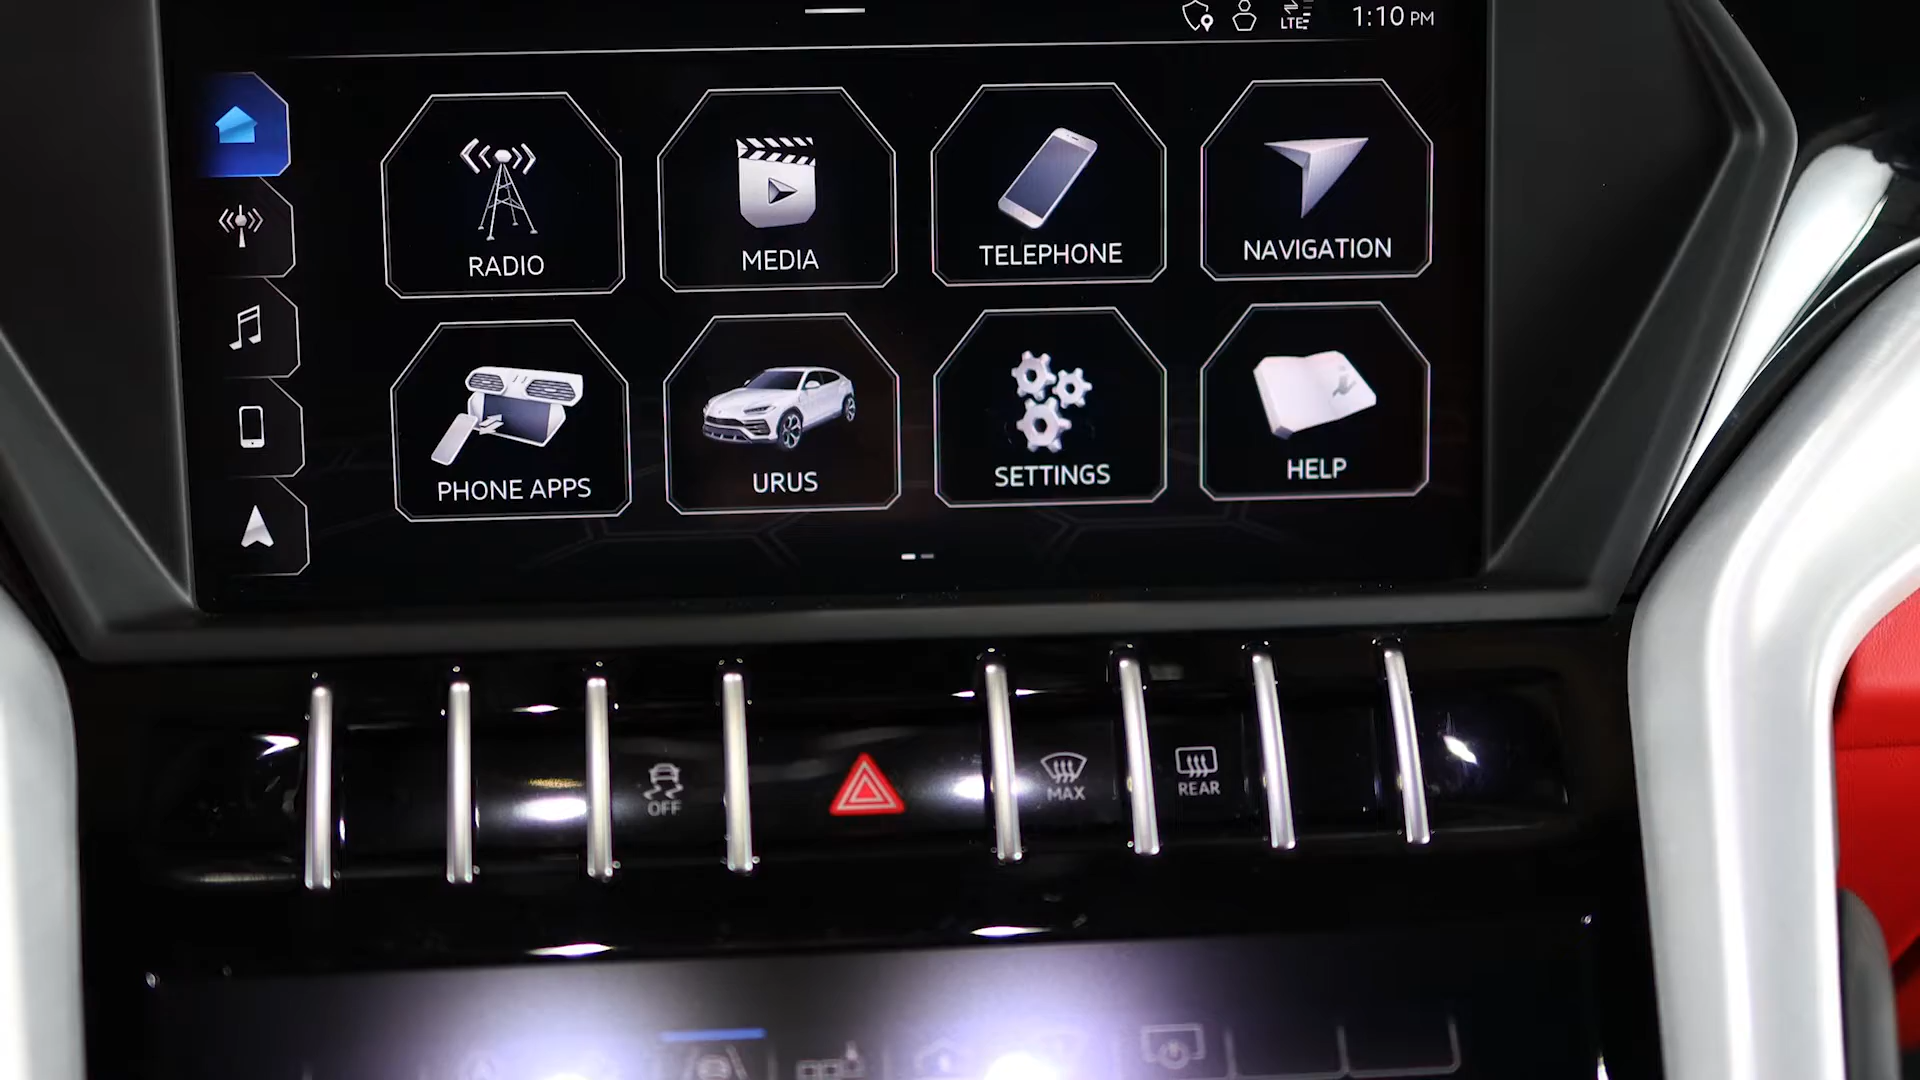 LTE 1:10 PM
RADIO MEDIA TELEPHONE NAVIGATION
PHONE APPS URUS SETTINGS HELP
OFF MAX REAR